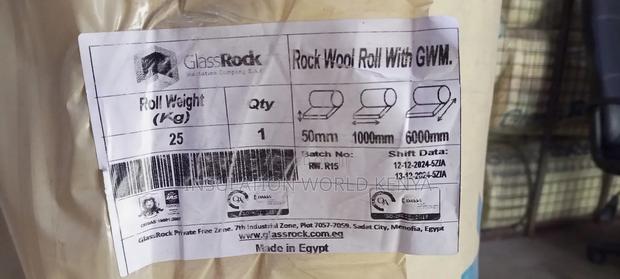 GlassRock
Insulation Company S.A.E
Rock Wool Roll With GWM.
Roll Weight
(Kg)
Qty
25
1
50mm
1000mm
6000mm
Batch No:
RW. R15
Shift Data:
12-12-2024-5Z/A
13-12-2024-5Z/A
INSULATION WORLD KENYA
GlassRock Private Free Zone. 7th Industrial Zone, Plot 7057-7059. Sadat City, Menofia, Egypt
www.glassrock.com.eg
Made in Egypt